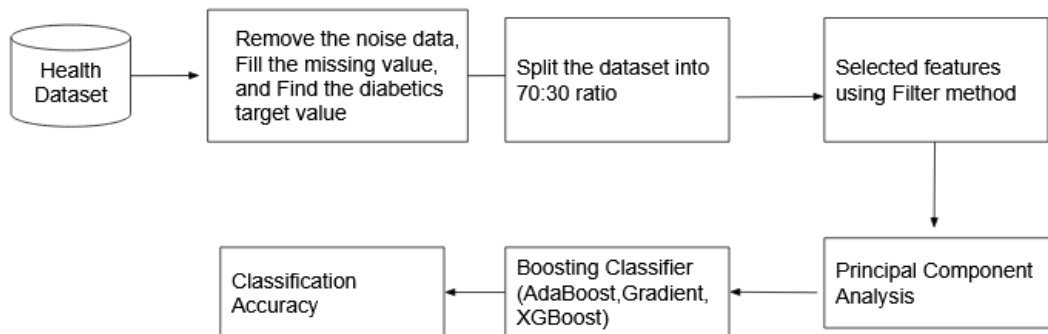 Health
Dataset
Remove the noise data,
Fill the missing value,
and Find the diabetics
target value
Split the dataset into
70:30 ratio
Selected features
using Filter method
Principal Component
Analysis
Boosting Classifier
(AdaBoost,Gradient,
XGBoost)
Classification
Accuracy